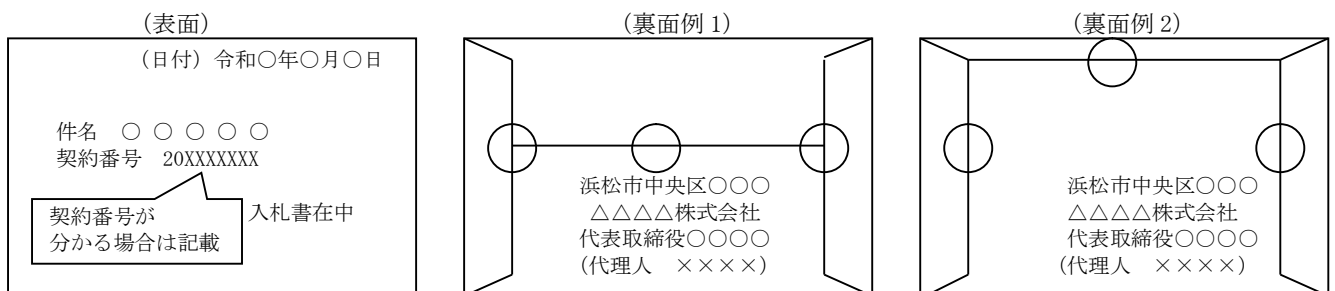 (表面)
(日付) 令和○年○月○日
件名 ○ ○ ○ ○ ○
契約番号 20XXXXXXX
契約番号が
分かる場合は記載
入札書在中
(裏面例 1)
浜松市中央区○○○
△△△△株式会社
代表取締役○○○○
(代理人 ××××)
(裏面例 2)
浜松市中央区○○○
△△△△株式会社
代表取締役○○○○
(代理人 ××××)